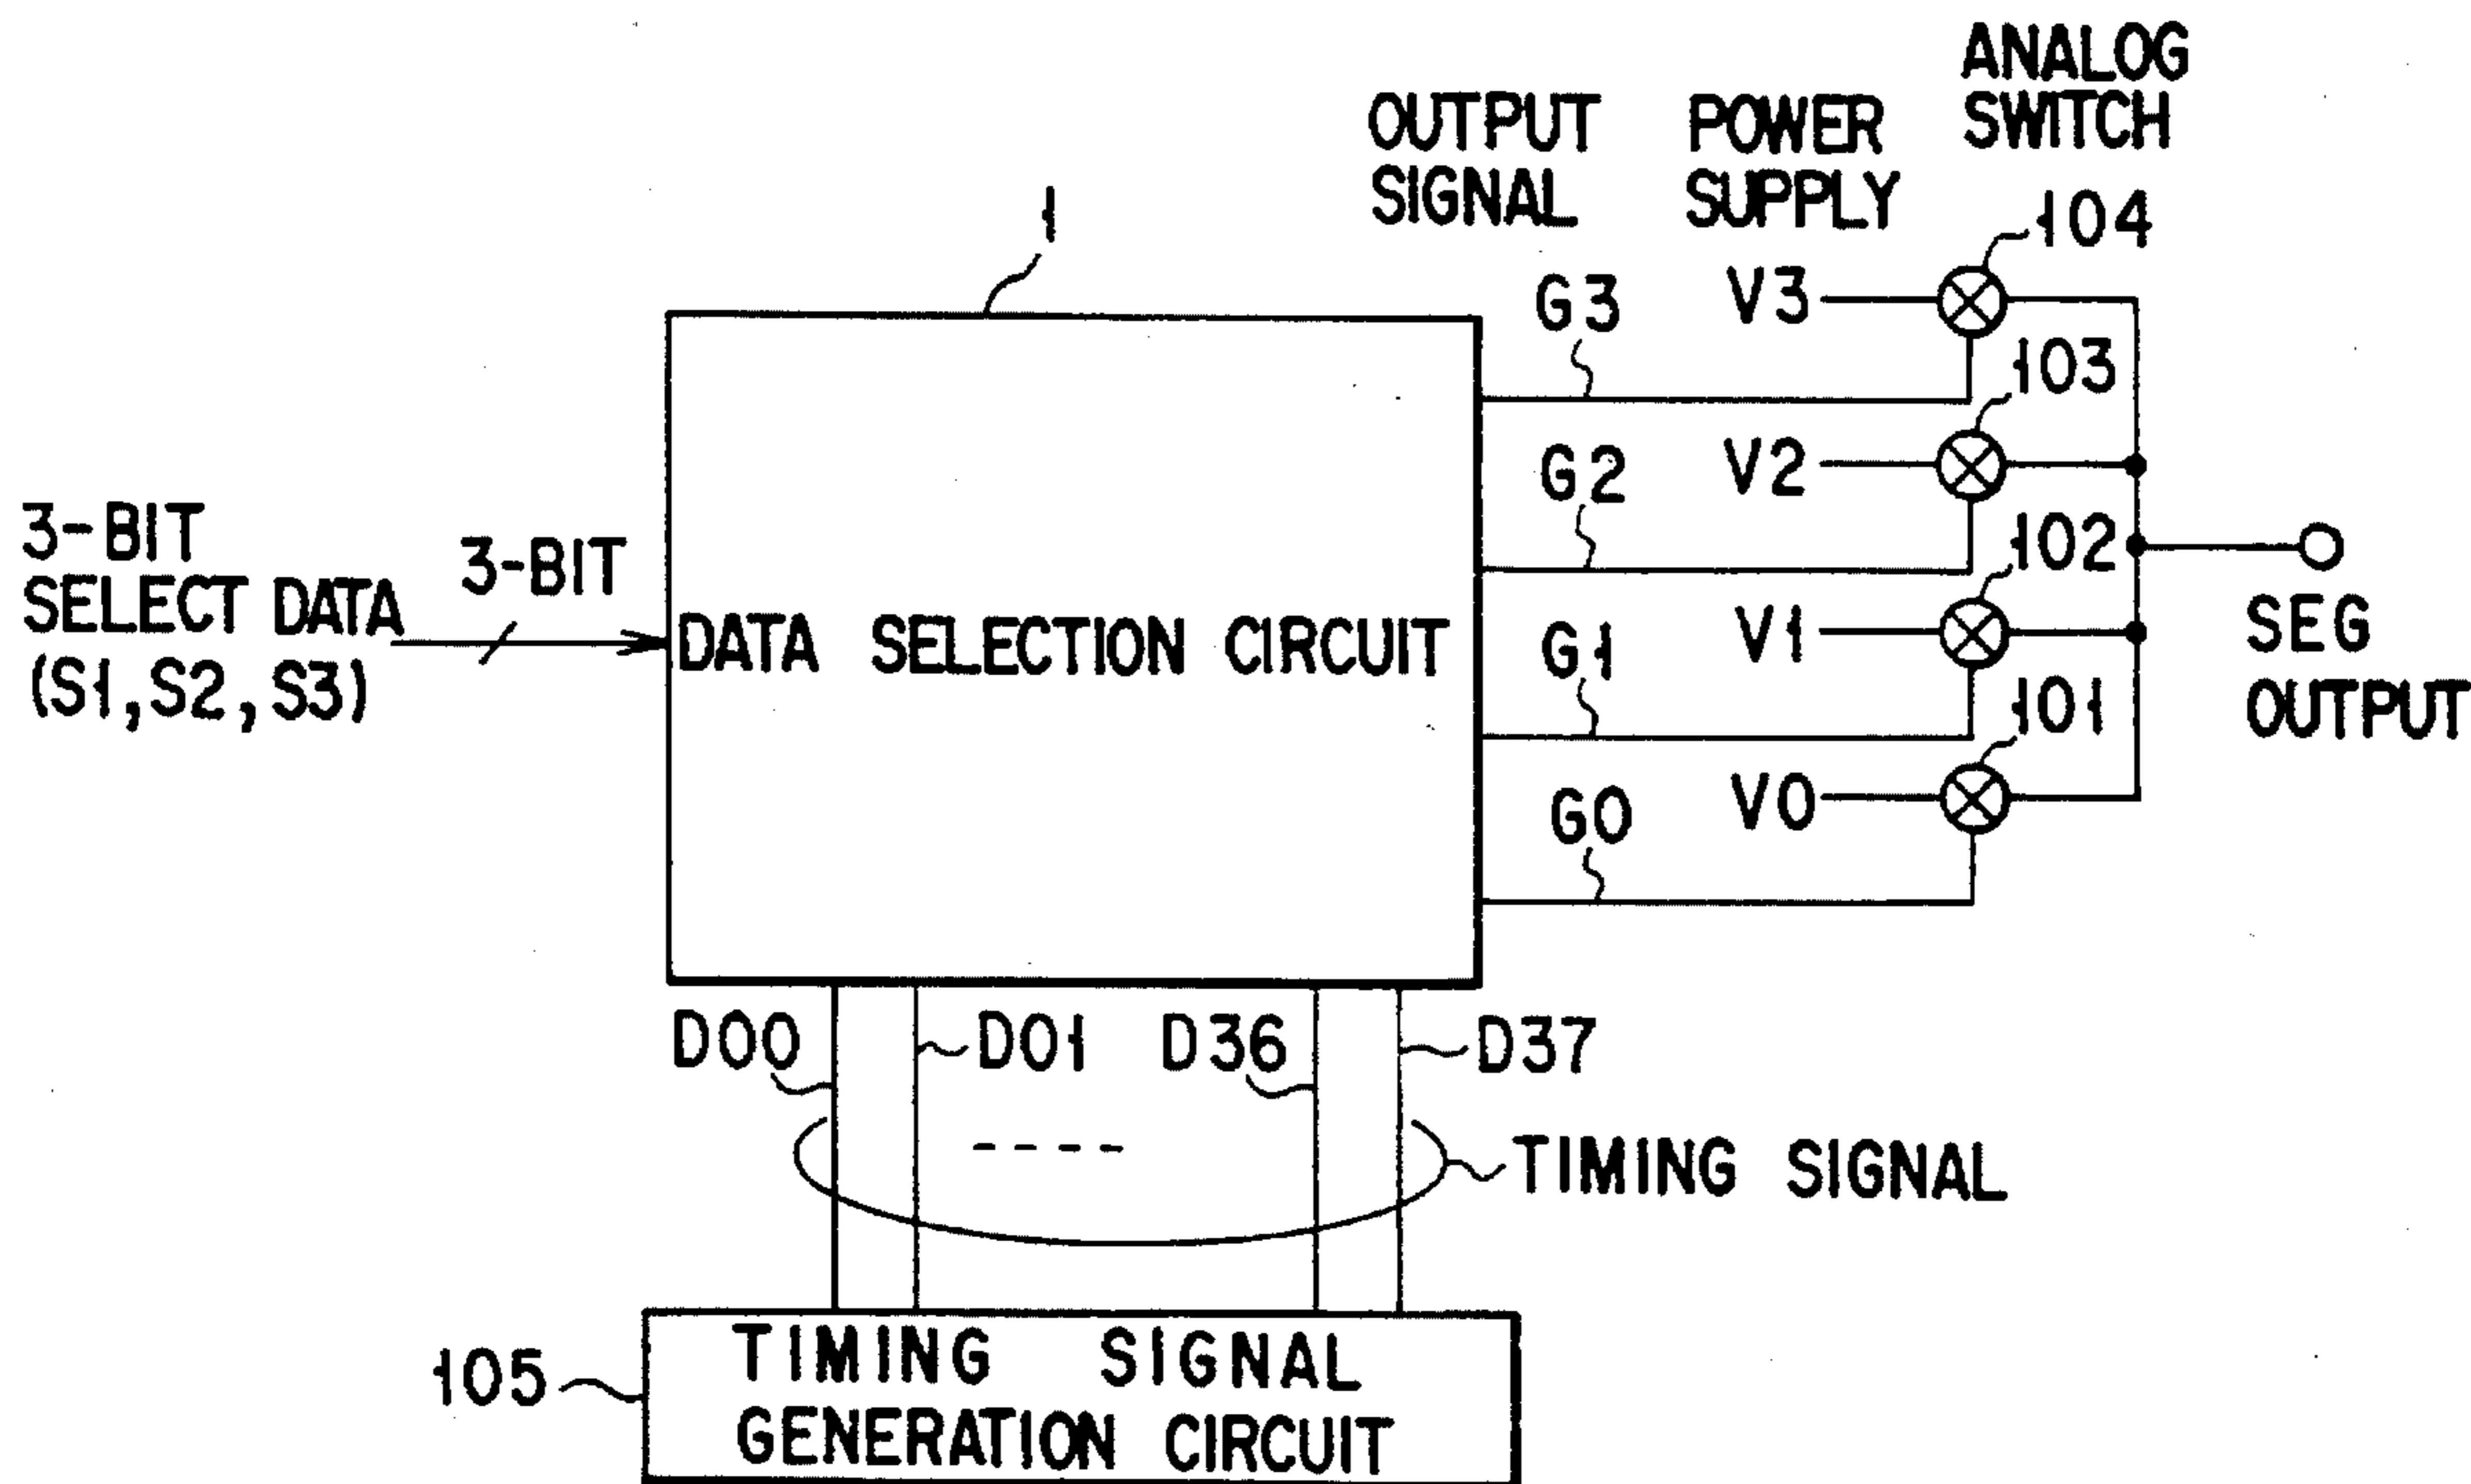 ANALOG
SWITCH
OUTPUT
SIGNAL
POWER
SUPPLY
1
104
G3
V3
103
G2
V2
102
3-BIT
SELECT DATA
(S1,S2,S3)
3-BIT
DATA SELECTION CIRCUIT
G1
V1
SEG
OUTPUT
101
G0
V0
D00
D01
D36
D37
TIMING SIGNAL
105
TIMING SIGNAL
GENERATION CIRCUIT